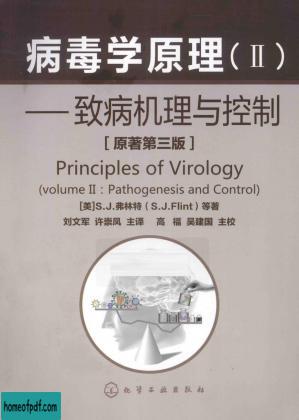 病毒学原理(Ⅱ)
——致病机理与控制
[原著第三版]
Principles of Virology
(volume Ⅱ: Pathogenesis and Control)
[美]S.J.弗林特(S.J.Flint)等著
刘文军 许崇凤 主译 高 福 吴建国 主校
化学工业出版社
homeofpdf.com
homeofpdf.com